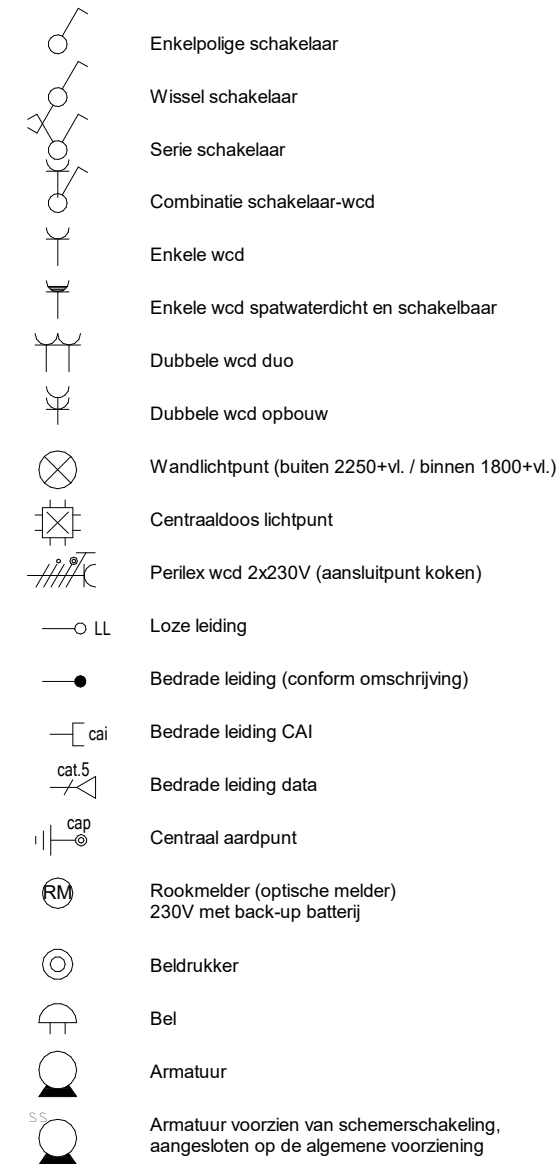 Enkelpolige schakelaar
Wissel schakelaar
Serie schakelaar
Combinatie schakelaar-wcd
Enkele wcd
Enkele wcd spatwaterdicht en schakelbaar
Dubbele wcd duo
Dubbele wcd opbouw
Wandlichtpunt (buiten 2250+vl. / binnen 1800+vl.)
Centraaldoos lichtpunt
Perilex wcd 2x230V (aansluitpunt koken)
LL Loze leiding
Bedrade leiding (conform omschrijving)
cai Bedrade leiding CAI
cat.5 Bedrade leiding data
cap Centraal aardpunt
RM Rookmelder (optische melder)
230V met back-up batterij
Beldrukker
Bel
Armatuur
SS Armatuur voorzien van schemerschakeling,
aangesloten op de algemene voorziening